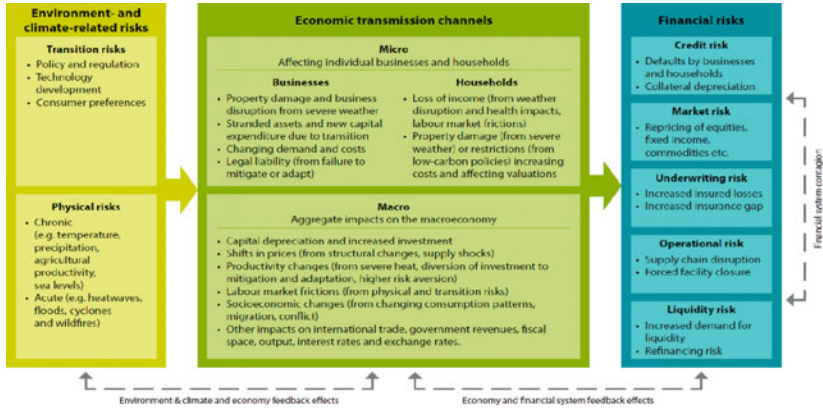 Environment- and
climate-related risks
Transition risks
• Policy and regulation
• Technology
development
• Consumer preferences
Physical risks
• Chronic
(e.g. temperature,
precipitation,
agricultural
productivity,
sea levels)
• Acute (e.g. heatwaves,
floods, cyclones
and wildfires)
Economic transmission channels
Micro
Affecting individual businesses and households
Businesses
• Property damage and business
disruption from severe weather
• Stranded assets and new capital
expenditure due to transition
• Changing demand and costs
• Legal liability (from failure to
mitigate or adapt)
Households
• Loss of income (from weather
disruption and health impacts,
labour market frictions)
• Property damage (from severe
weather) or restrictions (from
low-carbon policies) increasing
costs and affecting valuations
Macro
Aggregate impacts on the macroeconomy
• Capital depreciation and increased investment
• Shifts in prices (from structural changes, supply shocks)
• Productivity changes (from severe heat, diversion of investment to
mitigation and adaptation, higher risk aversion)
• Labour market frictions (from physical and transition risks)
• Socioeconomic changes (from changing consumption patterns,
migration, conflict)
• Other impacts on international trade, government revenues, fiscal
space, output, interest rates and exchange rates.
Financial risks
Credit risk
• Defaults by businesses
and households
• Collateral depreciation
Market risk
• Repricing of equities,
fixed income,
commodities etc.
Underwriting risk
• Increased insured losses
• Increased insurance gap
Operational risk
• Supply chain disruption
• Forced facility closure
Liquidity risk
• Increased demand for
liquidity
• Refinancing risk
Financial system contagion
Environment & climate and economy feedback effects
Economy and financial system feedback effects